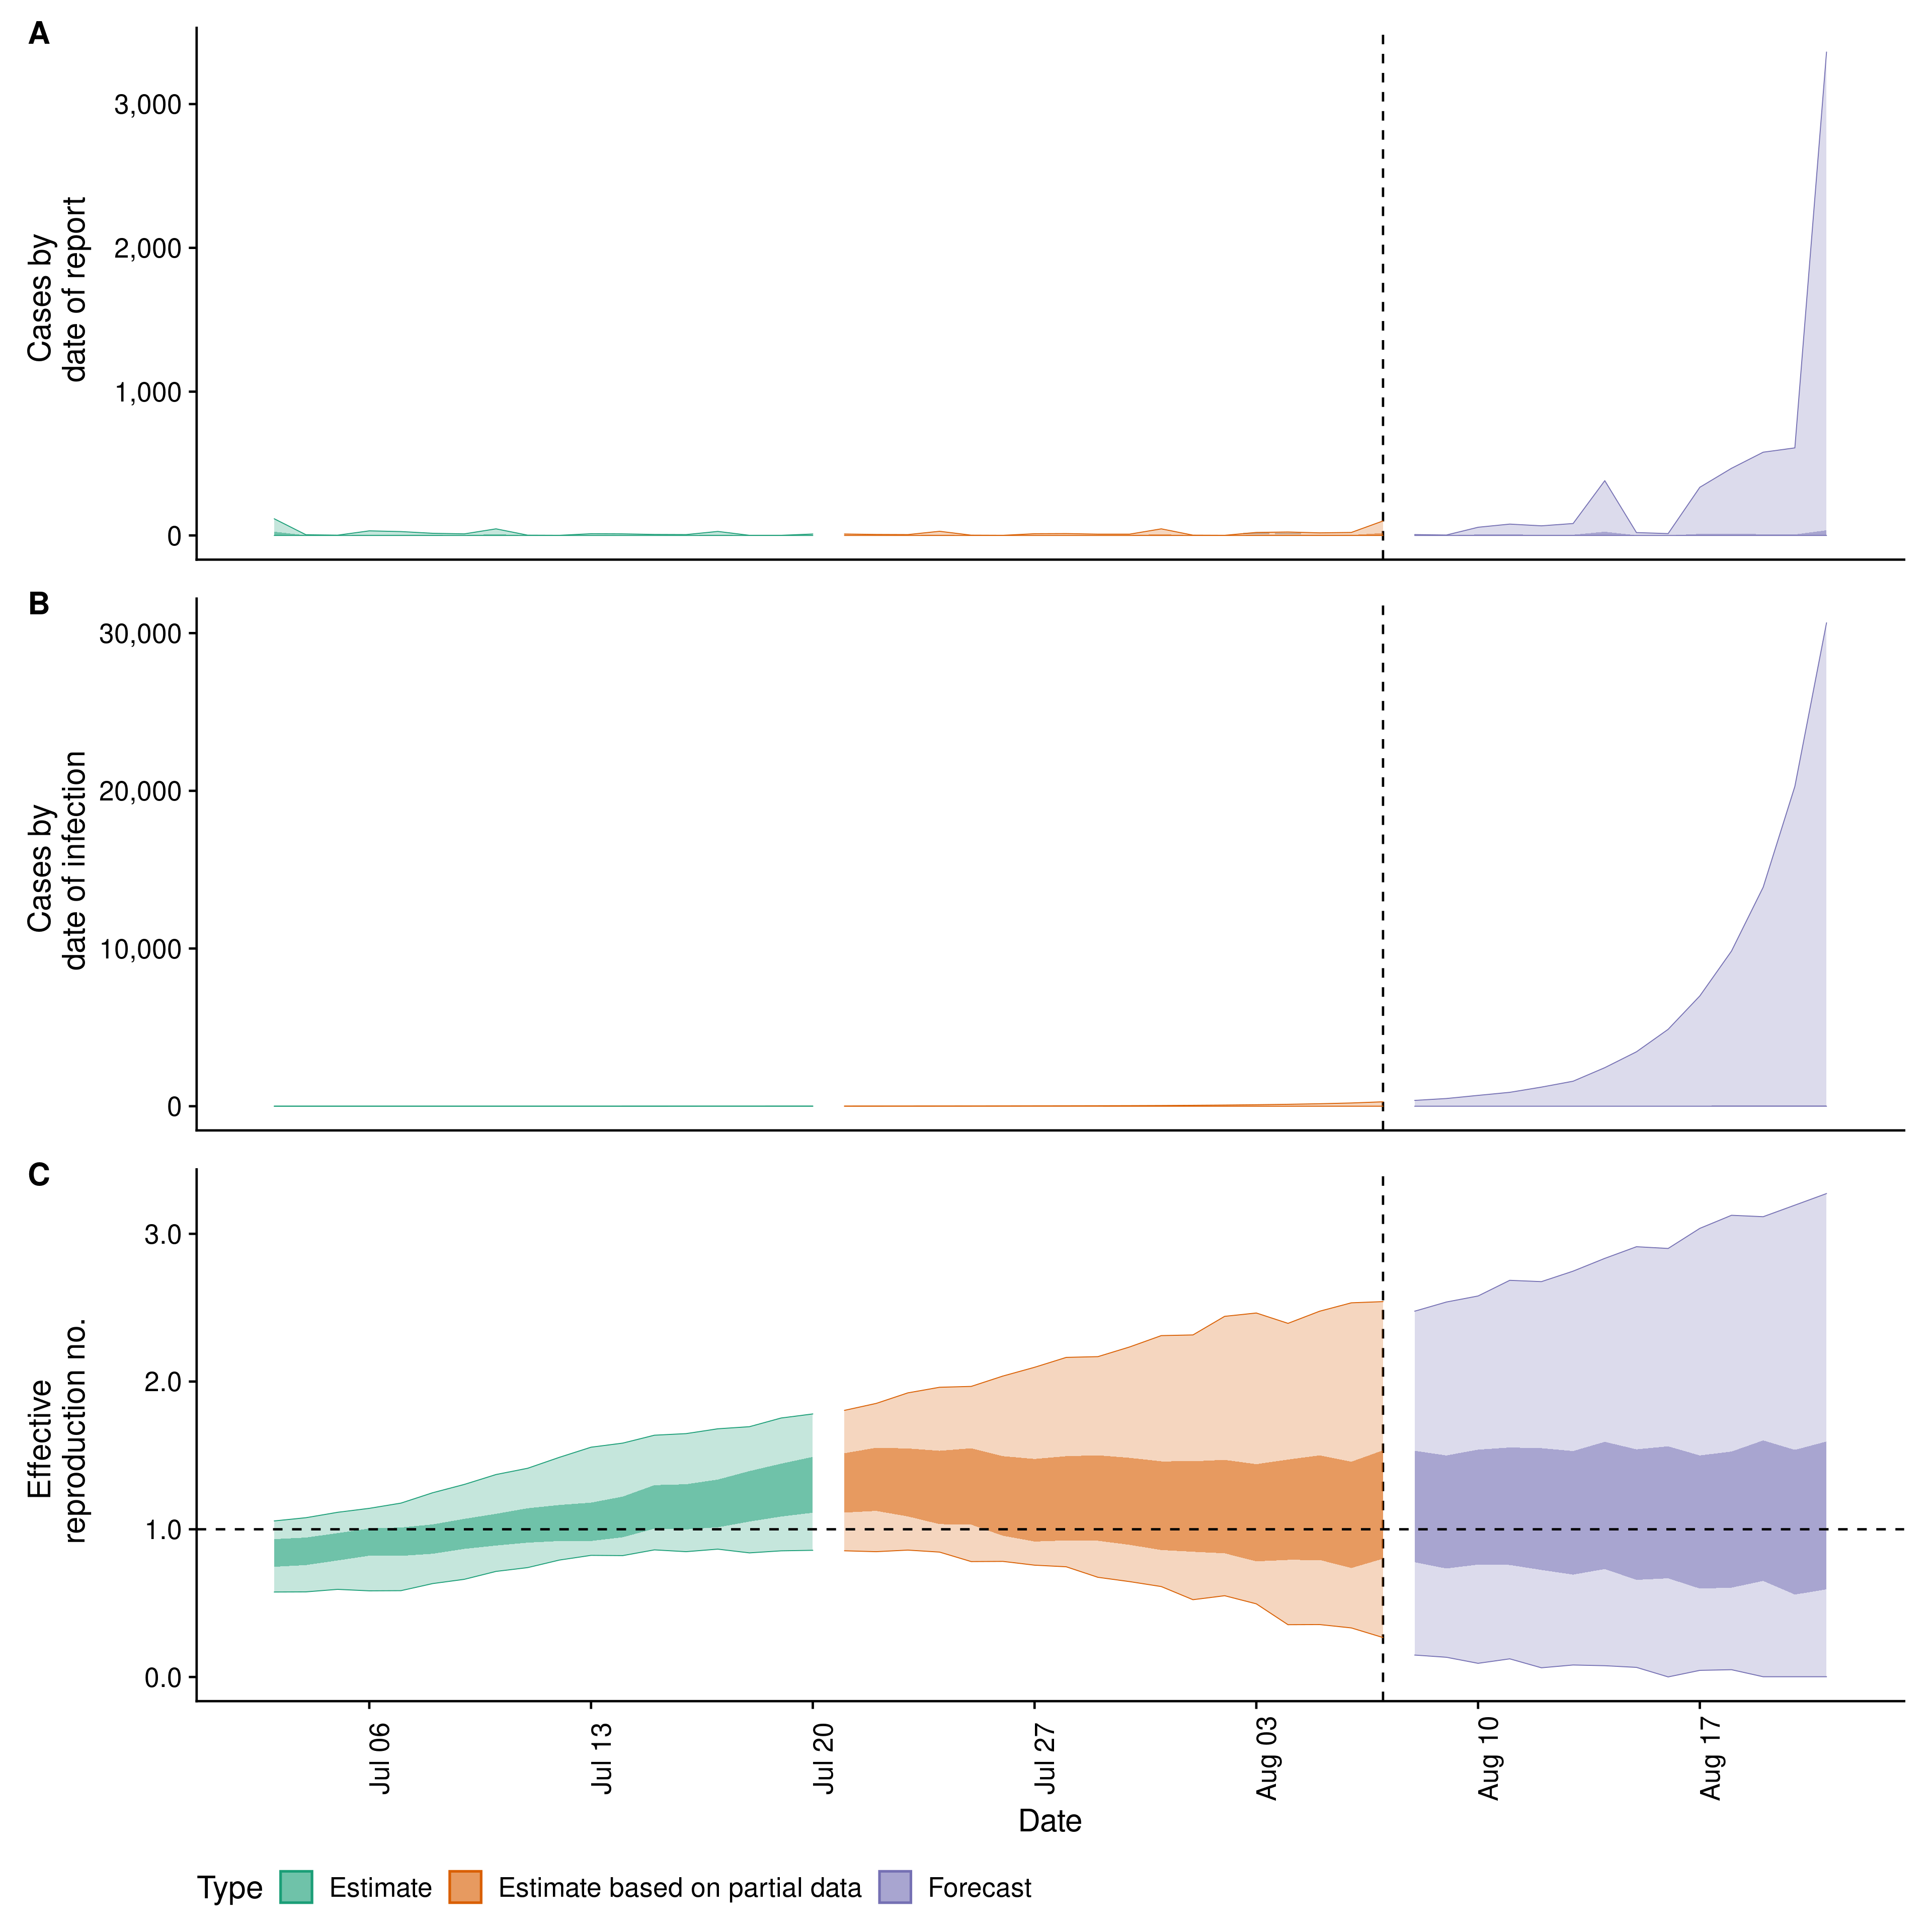 A
Cases by
date of report
3,000
2,000
1,000
0
B
Cases by
date of infection
30,000
20,000
10,000
0
C
Effective
reproduction no.
3.0
2.0
1.0
0.0
Jul 06
Jul 13
Jul 20
Jul 27
Aug 03
Aug 10
Aug 17
Date
Type Estimate Estimate based on partial data Forecast